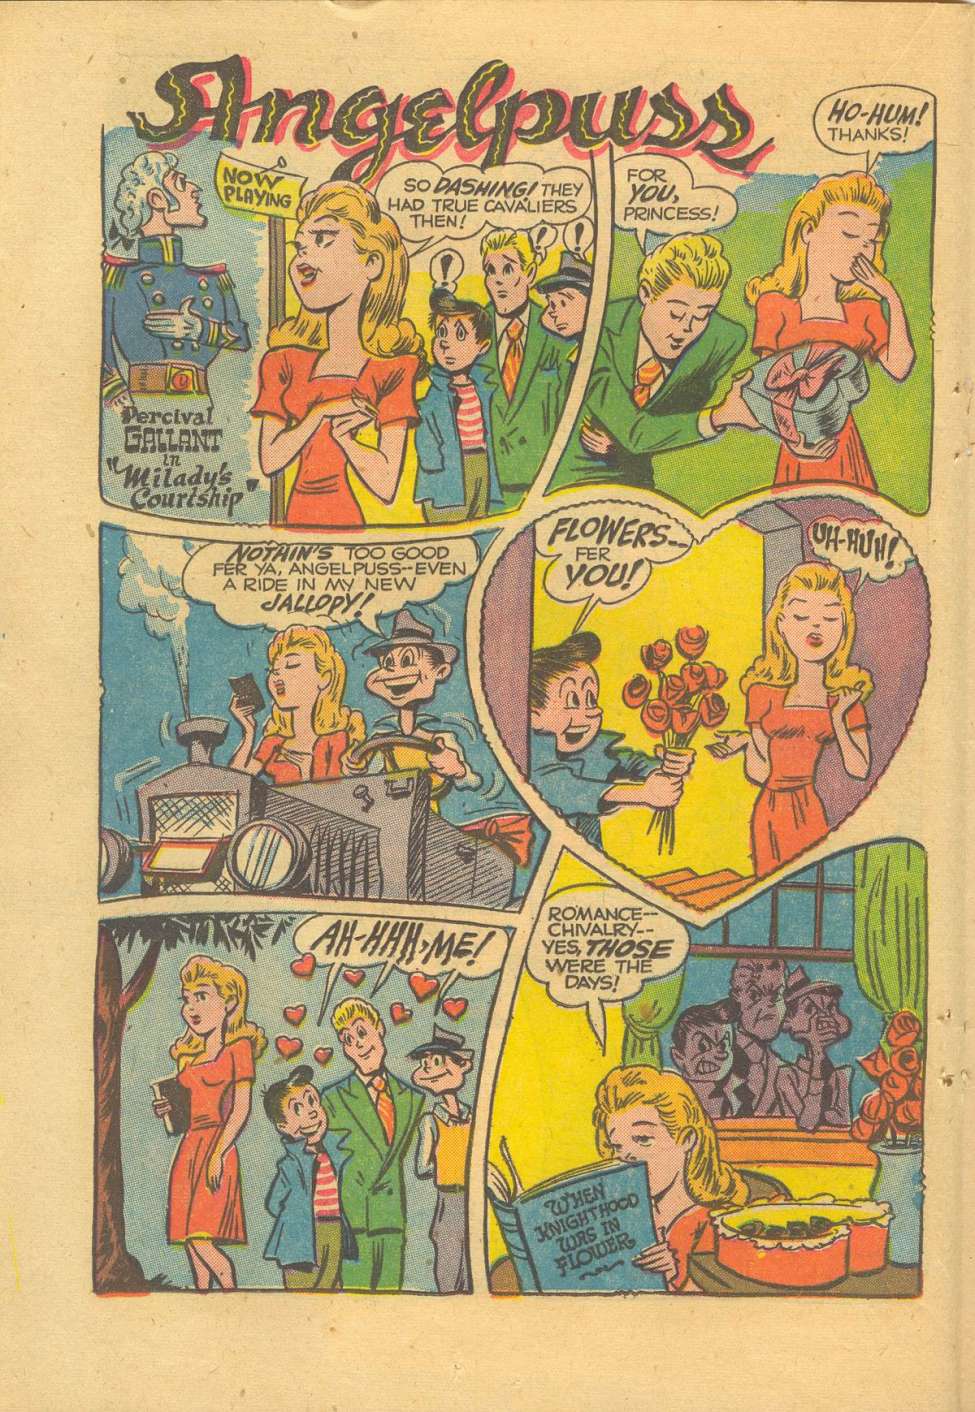 Angelpuss
NOW
PLAYING
SO DASHING! THEY
HAD TRUE CAVALIERS
THEN!
!
!
!
Percival
GALLANT
in
"Milady's
Courtship"
FOR
YOU,
PRINCESS!
HO-HUM!
THANKS!
NOTHIN'S TOO GOOD
FER YA, ANGELPUSS--EVEN
A RIDE IN MY NEW
JALLOPY!
FLOWERS--
FER
YOU!
UH-HUH!
AH-HHH, ME!
ROMANCE--
CHIVALRY--
YES, THOSE
WERE THE
DAYS!
WHEN
KNIGHTHOOD
WAS IN
FLOWER